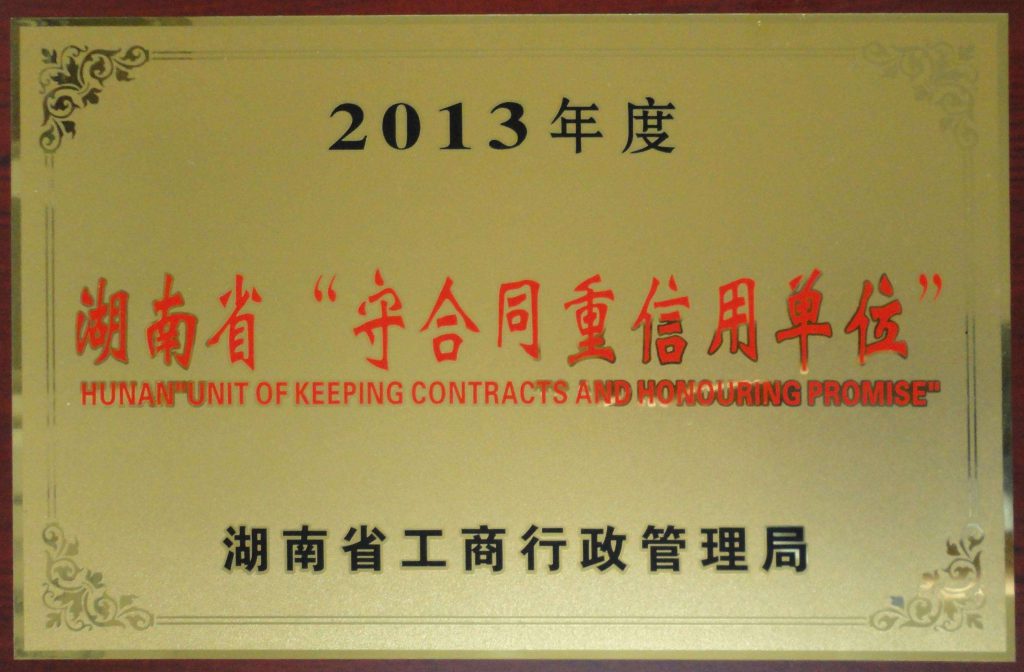 2013年度
湖南省“守合同重信用单位”
HUNAN"UNIT OF KEEPING CONTRACTS AND HONOURING PROMISE"
湖南省工商行政管理局